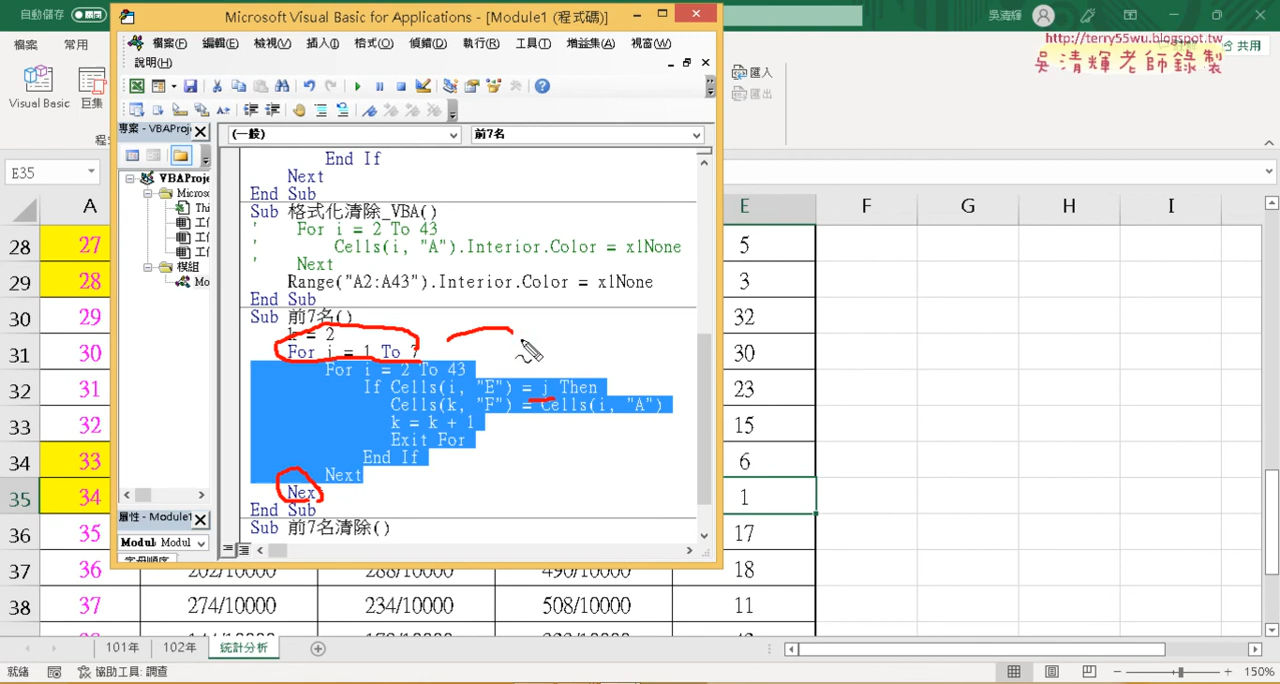 自動儲存
Microsoft Visual Basic for Applications - [Module1 (程式碼)]
吳清輝
http://terry55wu.blogspot.tw
吳清輝老師錄製
檔案
常用
共用
檔案(F) 編輯(E) 檢視(V) 插入(I) 格式(O) 偵錯(D) 執行(R) 工具(T) 增益集(A) 視窗(W)
說明(H)
Visual Basic
巨集
匯入
匯出
專案 - VBAProj
(一般)
前7名
VBAProje
模組
End If
Next
End Sub
Sub 格式化清除_VBA()
' For i = 2 To 43
' Cells(i, "A").Interior.Color = xlNone
' Next
Range("A2:A43").Interior.Color = xlNone
End Sub
Sub 前7名()
k = 2
For j = 1 To 7
For i = 2 To 43
If Cells(i, "E") = j Then
Cells(k, "F") = Cells(i, "A")
k = k + 1
Exit For
End If
Next
Next
End Sub
Sub 前7名清除()
屬性 - Module1
Modul Modul
E35
A E F G H I
28 27 5
29 28 3
30 29 32
31 30 30
32 31 23
33 32 15
34 33 6
35 34 1
36 35 17
37 36 202/10000 288/10000 490/10000 18
38 37 274/10000 234/10000 508/10000 11
101年 102年 統計分析
就緒 協助工具: 調查 150%